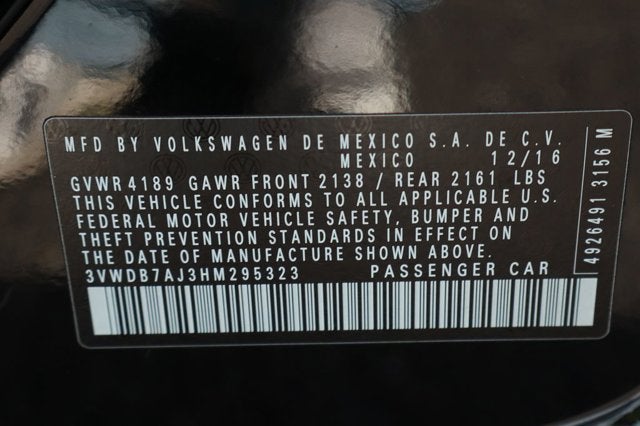 MFD BY VOLKSWAGEN DE MEXICO S.A. DE C.V.
MEXICO 12/16
GVWR 4189 GAWR FRONT 2138 / REAR 2161 LBS
THIS VEHICLE CONFORMS TO ALL APPLICABLE U.S.
FEDERAL MOTOR VEHICLE SAFETY, BUMPER AND
THEFT PREVENTION STANDARDS IN EFFECT ON
THE DATE OF MANUFACTURE SHOWN ABOVE.
3VWDB7AJ3HM295323 PASSENGER CAR
4926491 3156 M